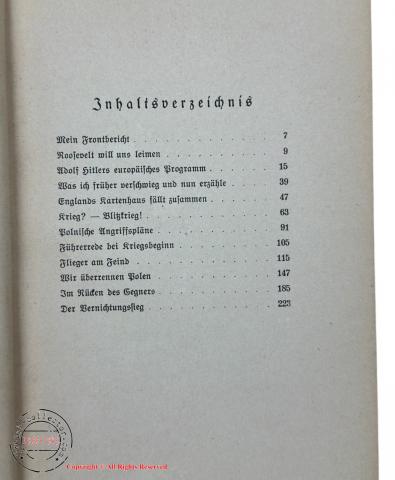 Inhaltsverzeichnis
Mein Frontbericht . . . . . . . . . . . 7
Roosevelt will uns leimen . . . . . . . . . 9
Adolf Hitlers europäisches Programm . . . . . . 15
Was ich früher verschwieg und nun erzähle . . . . 39
Englands Kartenhaus fällt zusammen . . . . . . 47
Krieg? — Blitzkrieg! . . . . . . . . . . 63
Polnische Angriffspläne . . . . . . . . . . 91
Führerrede bei Kriegsbeginn . . . . . . . . 105
Flieger am Feind . . . . . . . . . . . 115
Wir überrennen Polen . . . . . . . . . . 147
Im Rücken des Gegners . . . . . . . . . 185
Der Vernichtungssieg . . . . . . . . . . 223
Copyright © All Rights Reserved